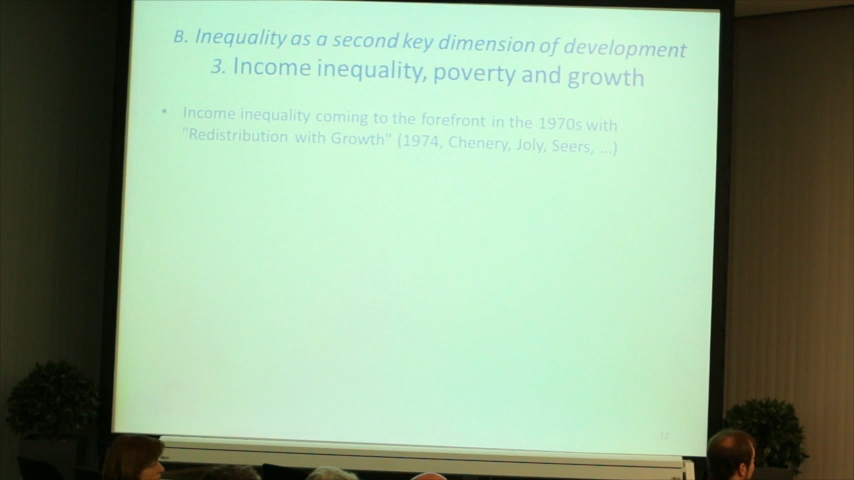 B. Inequality as a second key dimension of development
3. Income inequality, poverty and growth
• Income inequality coming to the forefront in the 1970s with
"Redistribution with Growth" (1974, Chenery, Joly, Seers, ...)
12